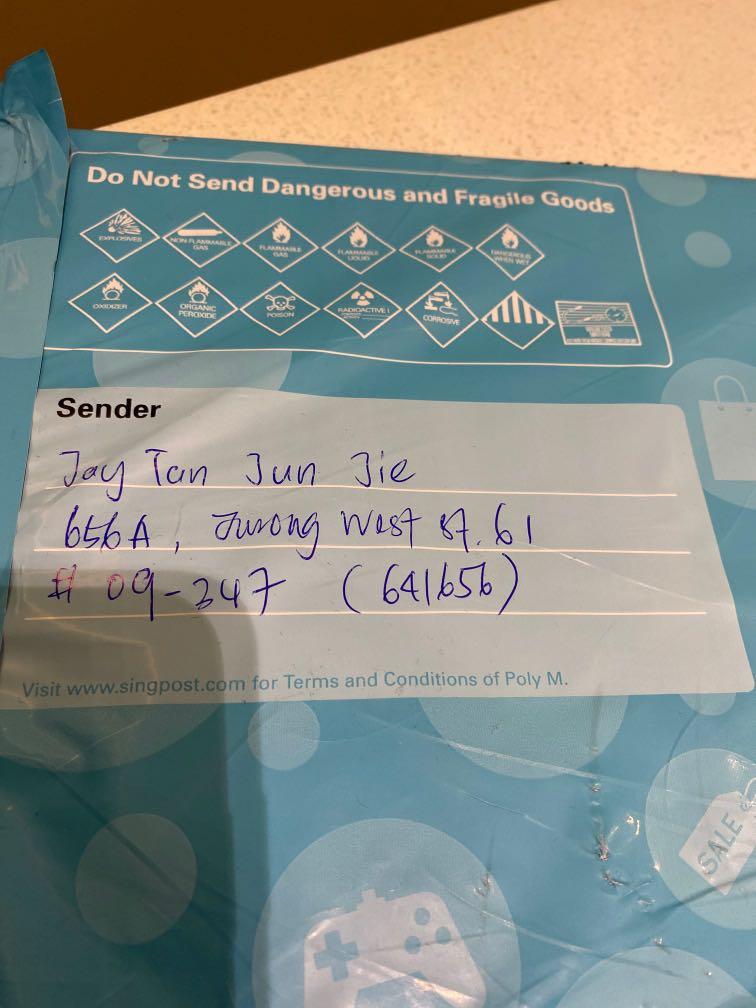 Do Not Send Dangerous and Fragile Goods
EXPLOSIVES
NON-FLAMMABLE GAS
FLAMMABLE GAS
FLAMMABLE LIQUID
FLAMMABLE SOLID
DANGEROUS WHEN WET
OXIDIZER
ORGANIC PEROXIDE
POISON
RADIOACTIVE I
CORROSIVE
Sender
Jay Tan Jun Jie
656A, Jurong West St. 61
# 09-347 (641656)
Visit www.singpost.com for Terms and Conditions of Poly M.
SALE